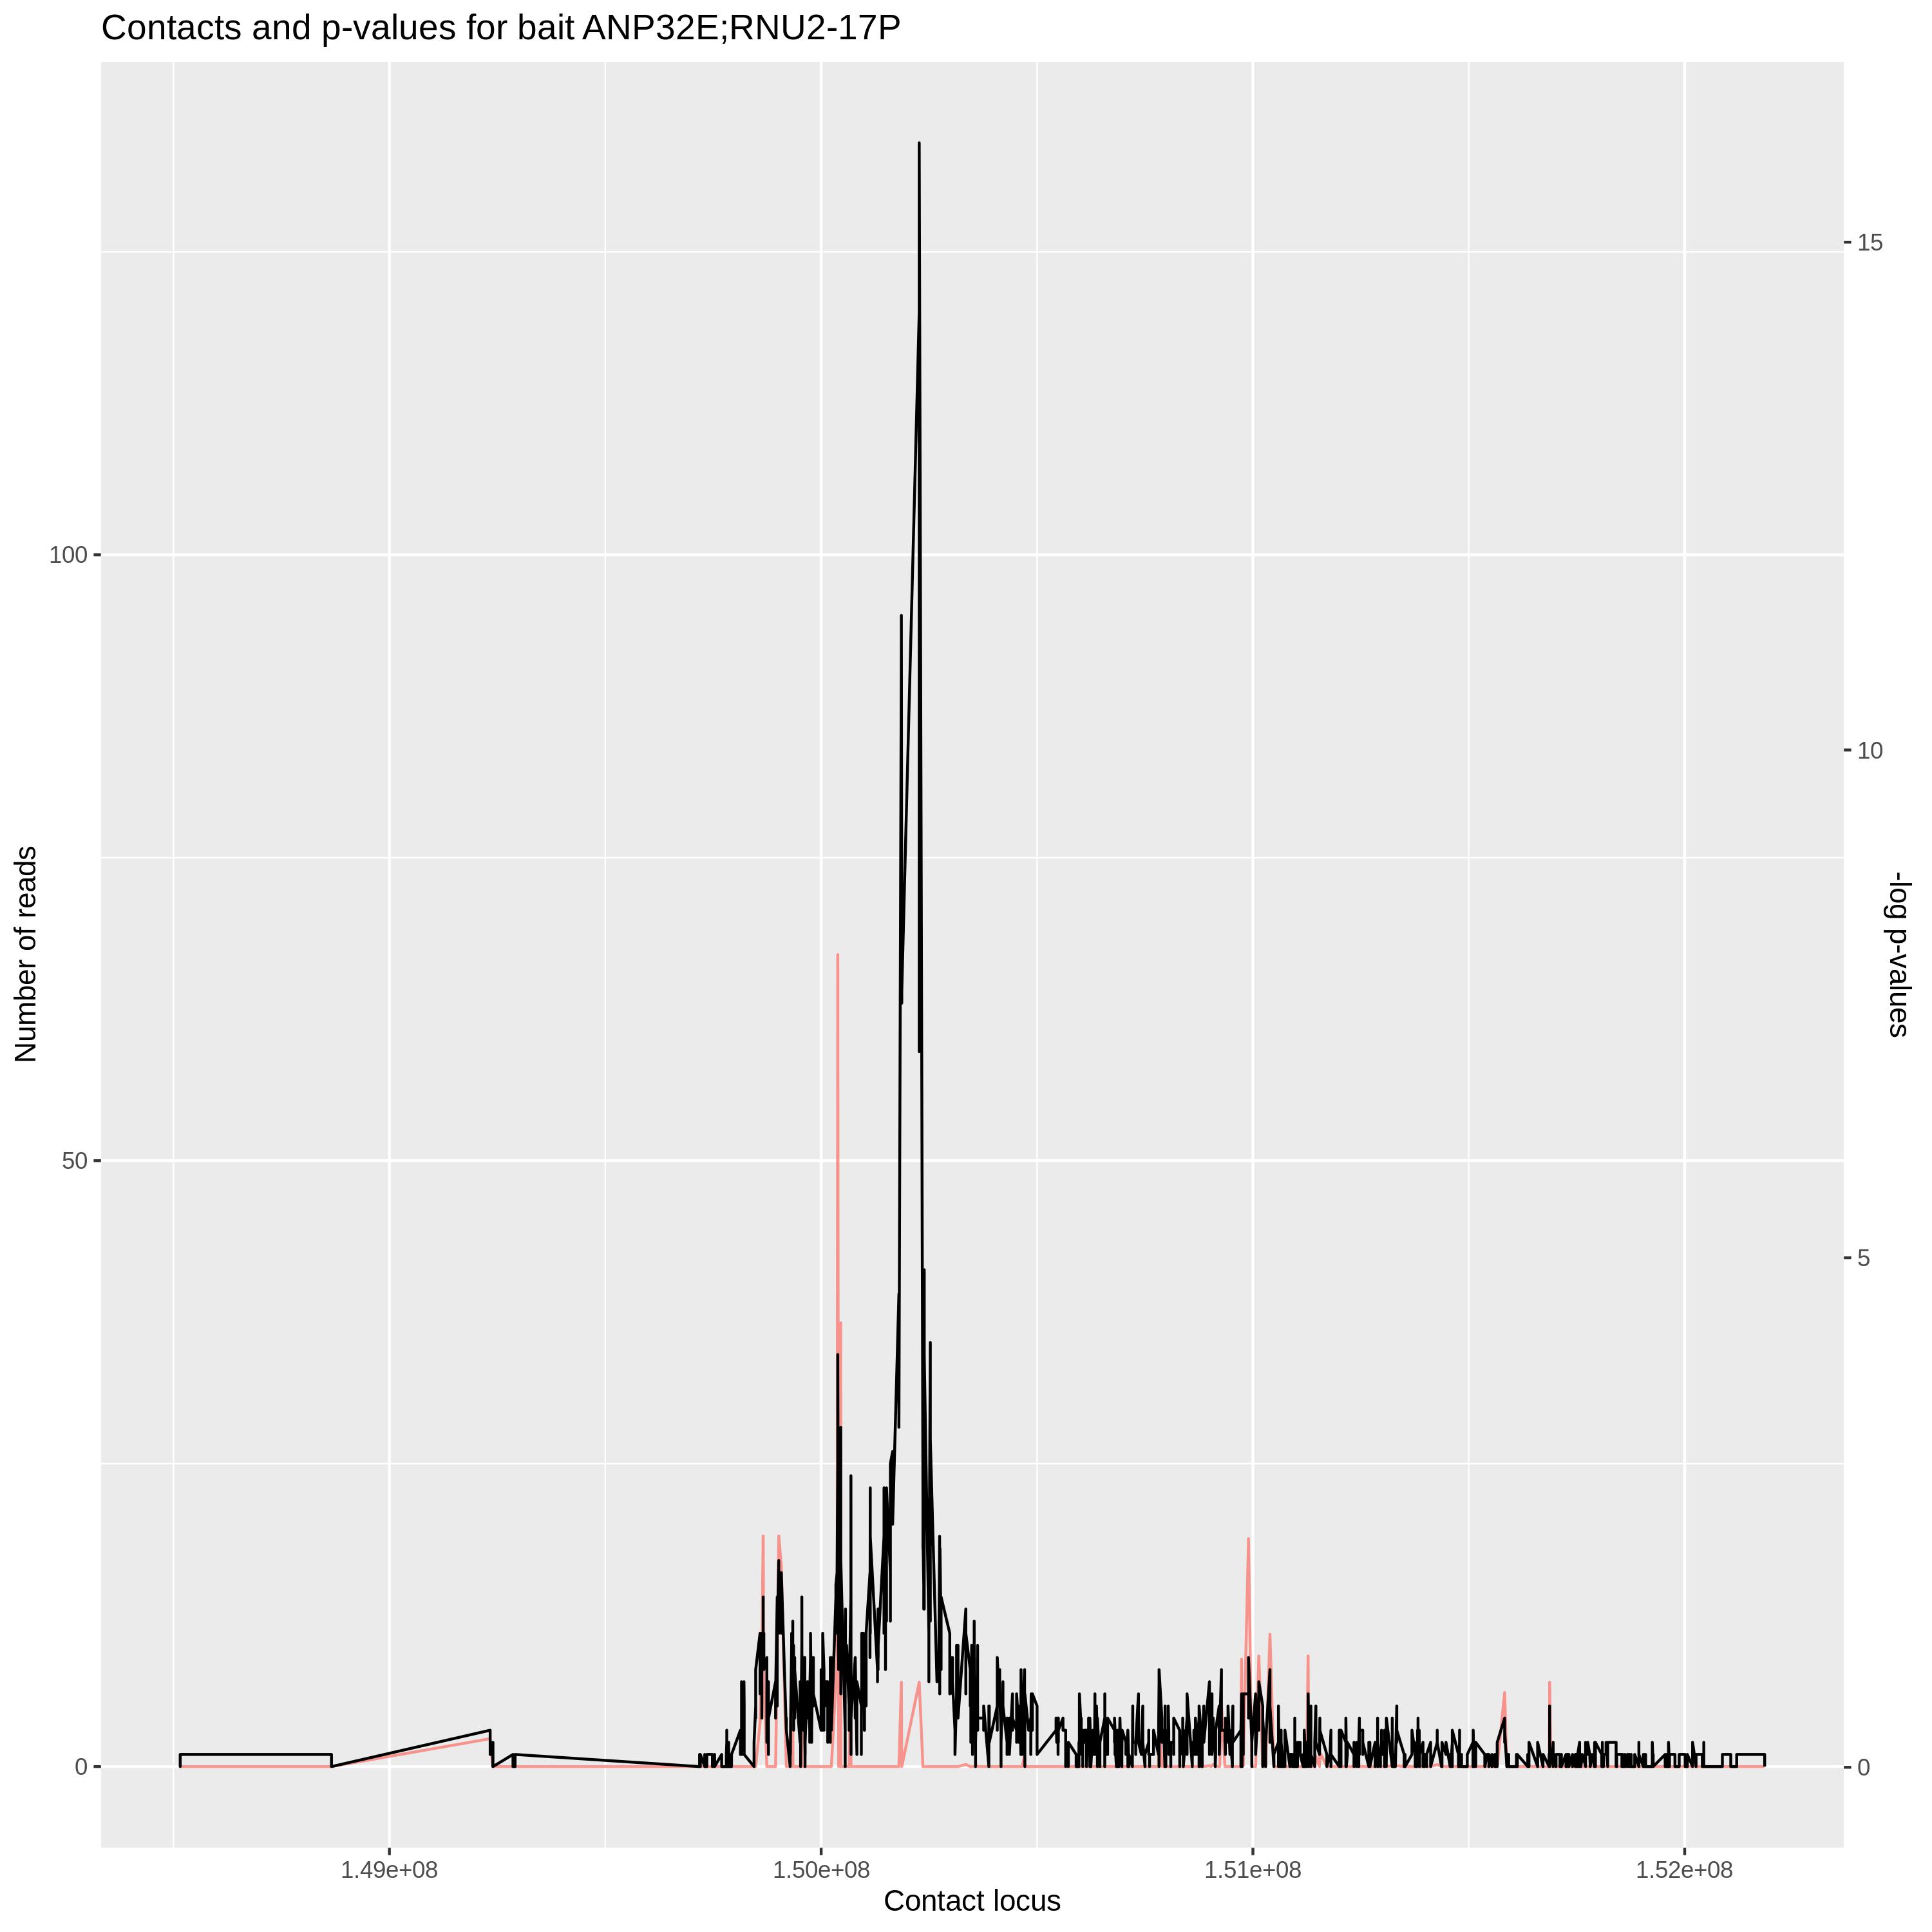 Contacts and p-values for bait ANP32E;RNU2-17P
15
100
10
Number of reads
-log p-values
50
5
0
0
1.49e+08
1.50e+08
1.51e+08
1.52e+08
Contact locus